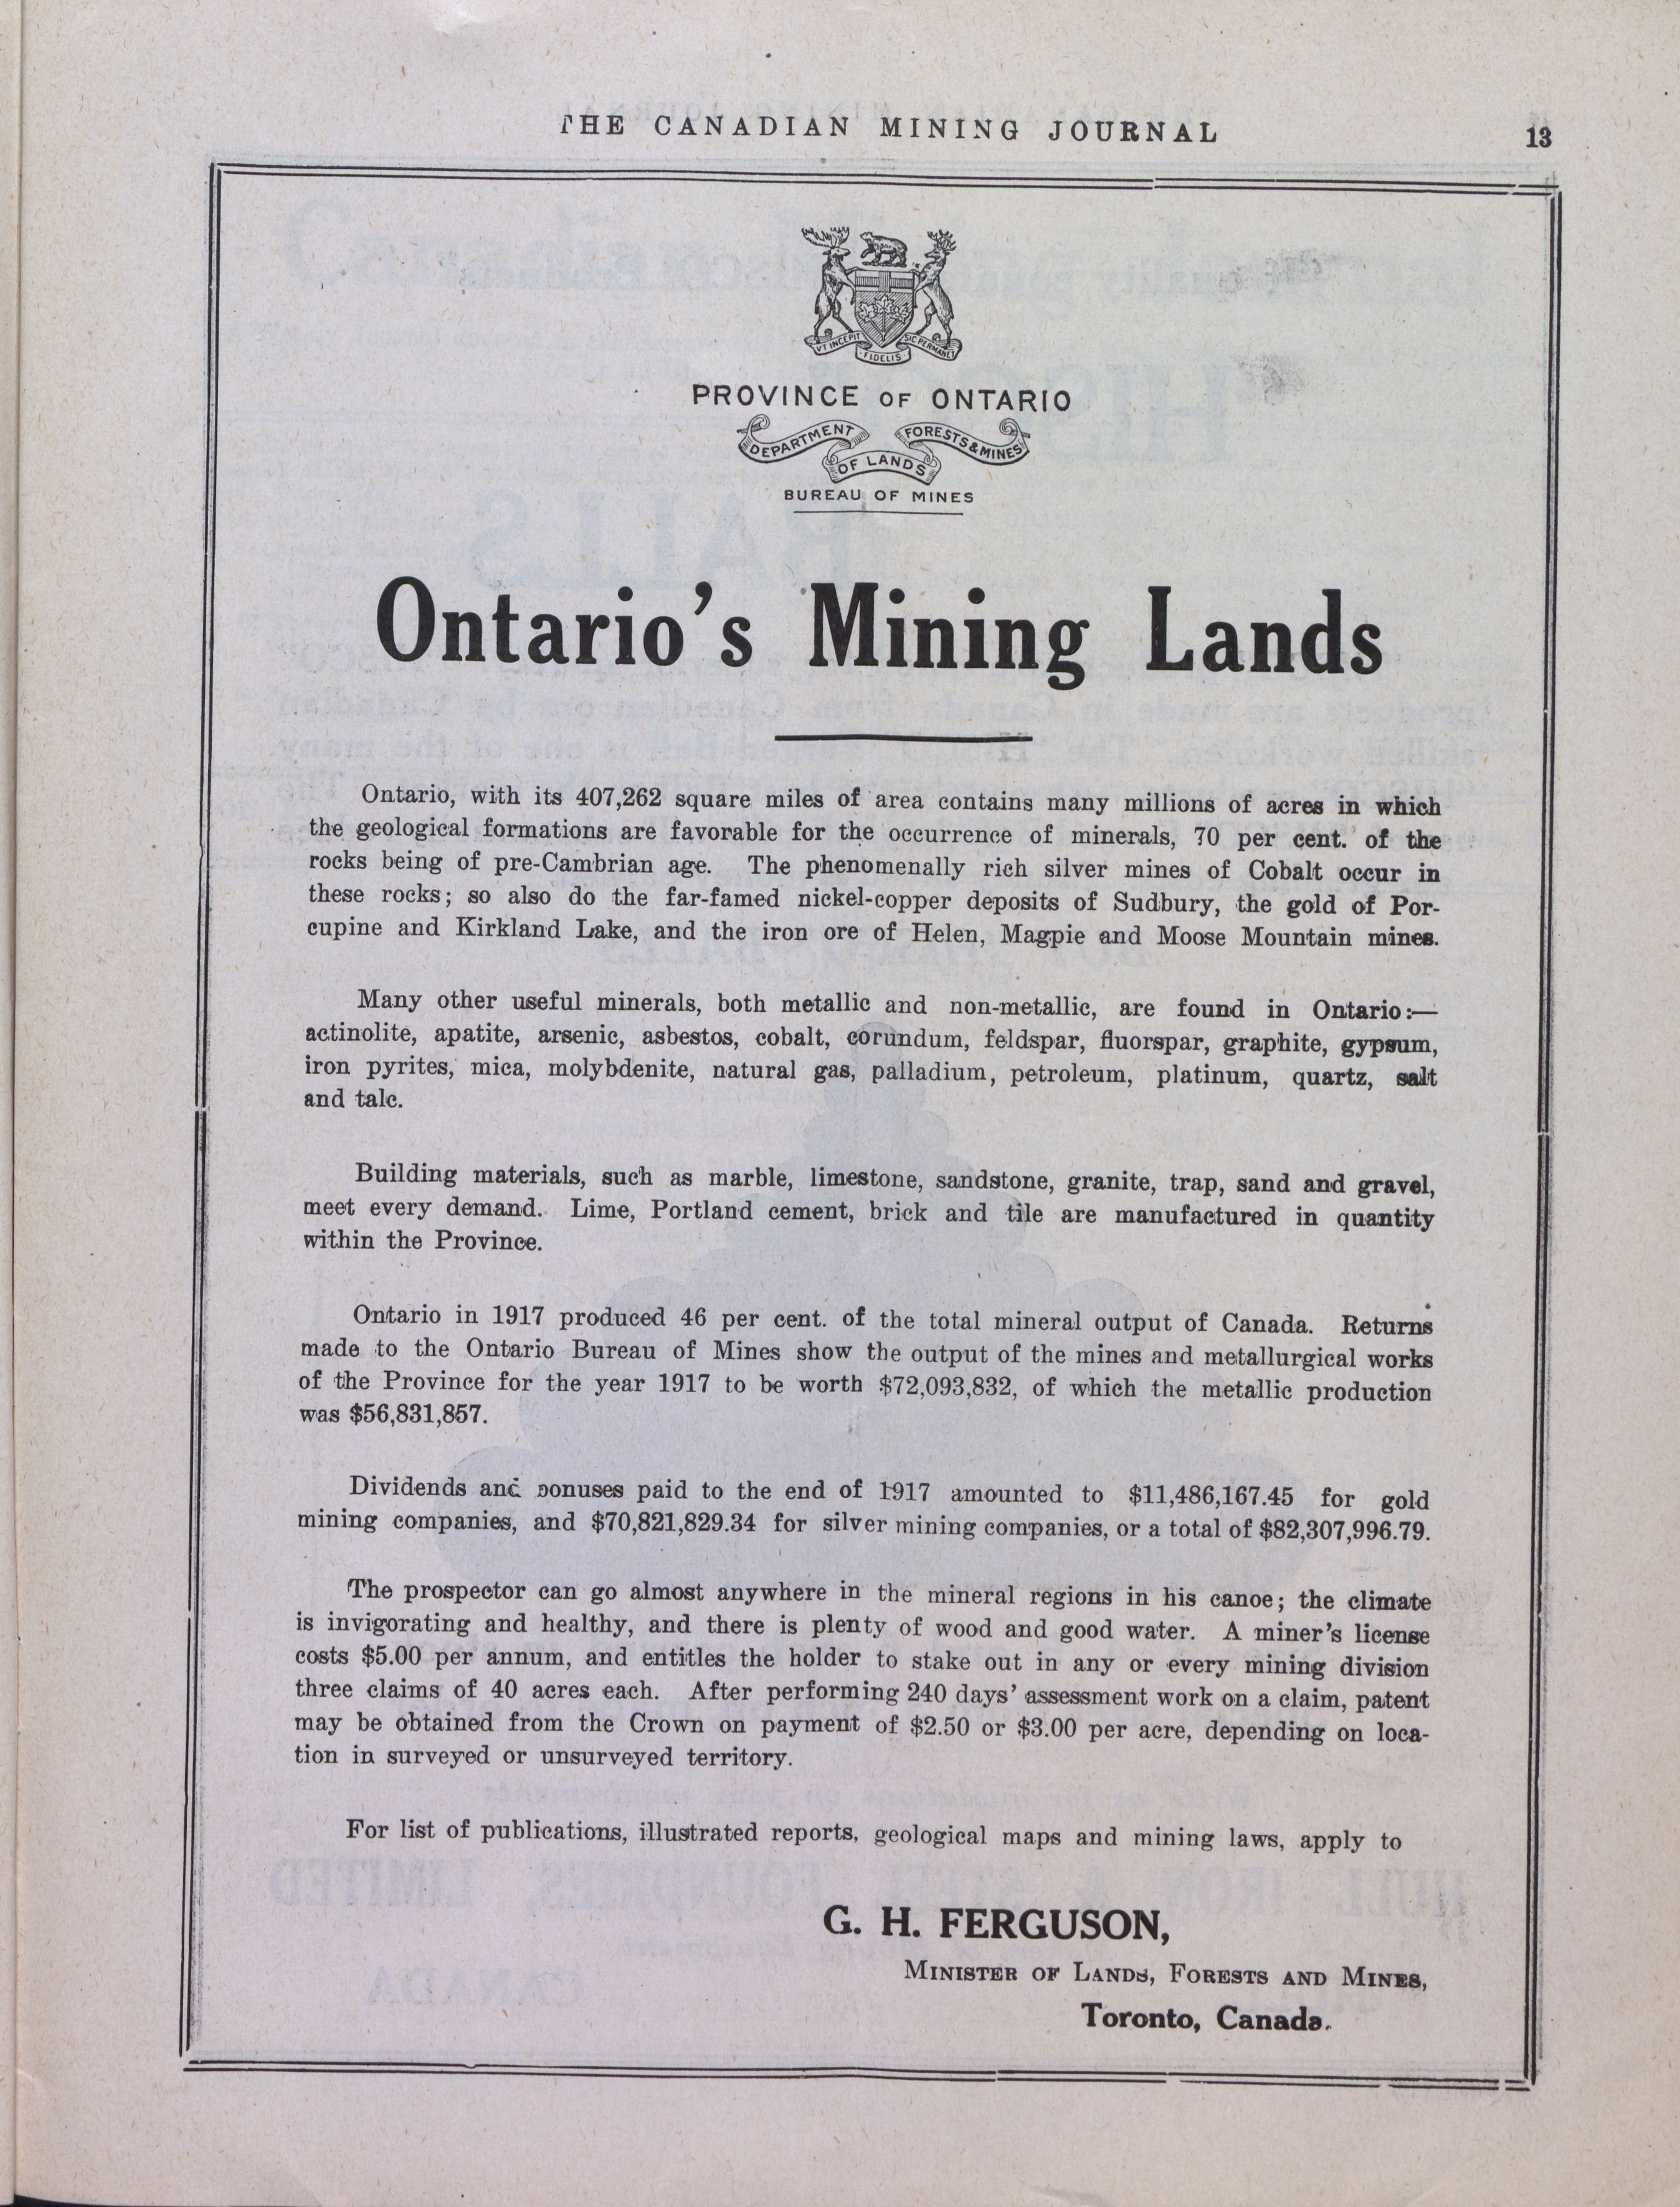 THE CANADIAN MINING JOURNAL
13
VT INCEPIT
FIDELIS
SIC PERMANET
PROVINCE OF ONTARIO
DEPARTMENT
OF LANDS
FORESTS & MINES
BUREAU OF MINES
Ontario's Mining Lands
Ontario, with its 407,262 square miles of area contains many millions of acres in which
the geological formations are favorable for the occurrence of minerals, 70 per cent. of the
rocks being of pre-Cambrian age. The phenomenally rich silver mines of Cobalt occur in
these rocks; so also do the far-famed nickel-copper deposits of Sudbury, the gold of Por-
cupine and Kirkland Lake, and the iron ore of Helen, Magpie and Moose Mountain mines.
Many other useful minerals, both metallic and non-metallic, are found in Ontario:—
actinolite, apatite, arsenic, asbestos, cobalt, corundum, feldspar, fluorspar, graphite, gypsum,
iron pyrites, mica, molybdenite, natural gas, palladium, petroleum, platinum, quartz, salt
and talc.
Building materials, such as marble, limestone, sandstone, granite, trap, sand and gravel,
meet every demand. Lime, Portland cement, brick and tile are manufactured in quantity
within the Province.
Ontario in 1917 produced 46 per cent. of the total mineral output of Canada. Returns
made to the Ontario Bureau of Mines show the output of the mines and metallurgical works
of the Province for the year 1917 to be worth $72,093,832, of which the metallic production
was $56,831,857.
Dividends and bonuses paid to the end of 1917 amounted to $11,486,167.45 for gold
mining companies, and $70,821,829.34 for silver mining companies, or a total of $82,307,996.79.
The prospector can go almost anywhere in the mineral regions in his canoe; the climate
is invigorating and healthy, and there is plenty of wood and good water. A miner's license
costs $5.00 per annum, and entitles the holder to stake out in any or every mining division
three claims of 40 acres each. After performing 240 days' assessment work on a claim, patent
may be obtained from the Crown on payment of $2.50 or $3.00 per acre, depending on loca-
tion in surveyed or unsurveyed territory.
For list of publications, illustrated reports, geological maps and mining laws, apply to
G. H. FERGUSON,
MINISTER OF LANDS, FORESTS AND MINES,
Toronto, Canada.